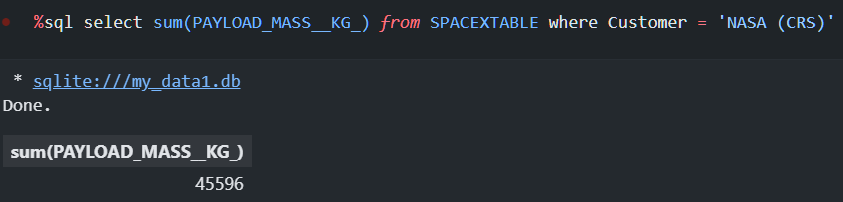 %sql select sum(PAYLOAD_MASS__KG_) from SPACEXTABLE where Customer = 'NASA (CRS)'
* sqlite:///my_data1.db
Done.
sum(PAYLOAD_MASS__KG_)
45596